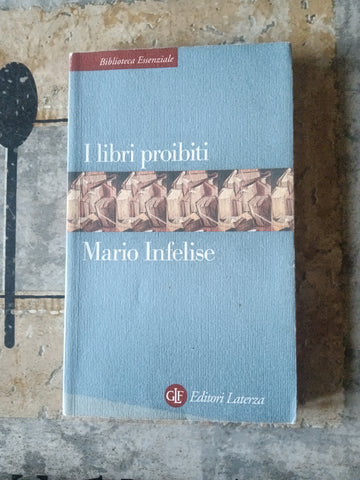 Biblioteca Essenziale
I libri proibiti
Mario Infelise
GLF Editori Laterza